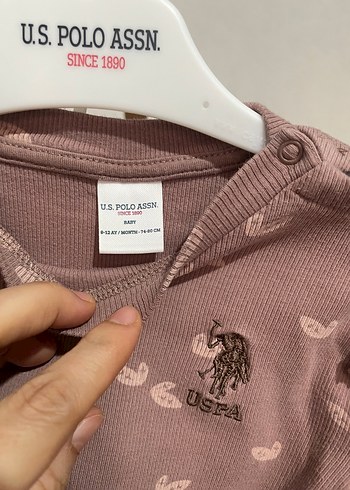 U.S. POLO ASSN.
SINCE 1890
U.S. POLO ASSN.
SINCE 1890
BABY
9-12 AY / MONTH - 74-80 CM
USPA